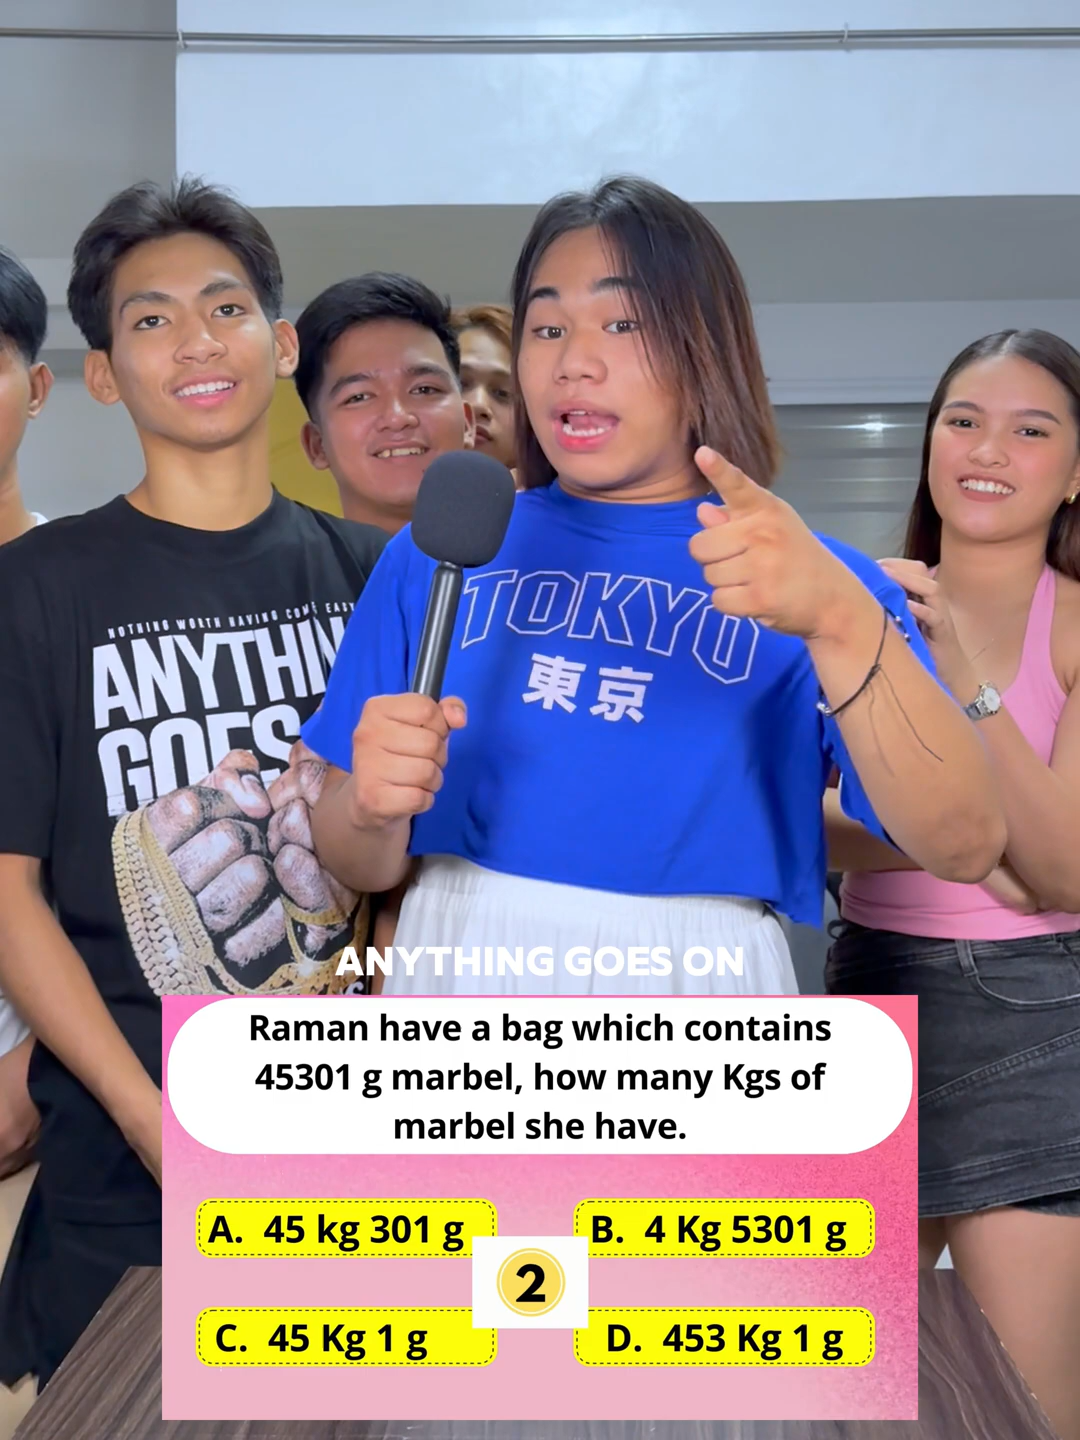 NOTHING WORTH HAVING COME EASY
GOES
TOKYO
東京
ANYTHING GOES ON
Raman have a bag which contains
45301 g marbel, how many Kgs of
marbel she have.
A. 45 kg 301 g
B. 4 Kg 5301 g
2
C. 45 Kg 1 g
D. 453 Kg 1 g